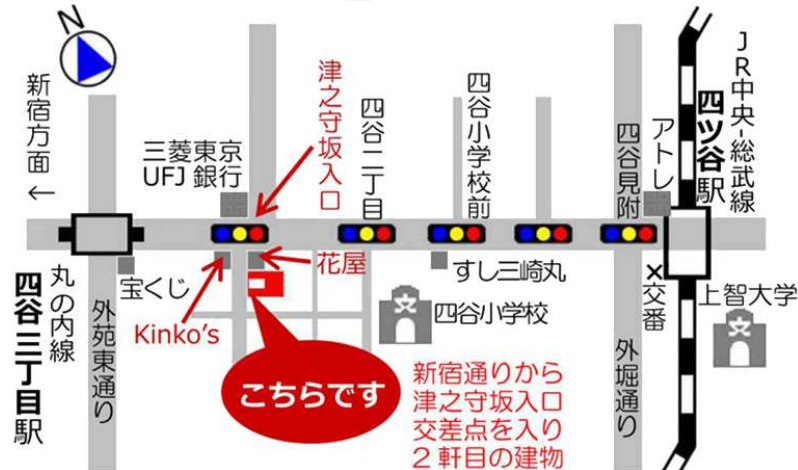 N
新宿方面
←
三菱東京
UFJ 銀行
津之守坂入口
四谷二丁目
四谷小学校前
四谷見附
アトレ
四ツ谷駅
JR中央・総武線
宝くじ
Kinko's
花屋
すし三崎丸
文
四谷小学校
×
交番
上智大学
文
丸の内線
四谷三丁目駅
外苑東通り
外堀通り
こちらです
新宿通りから
津之守坂入口
交差点を入り
2軒目の建物